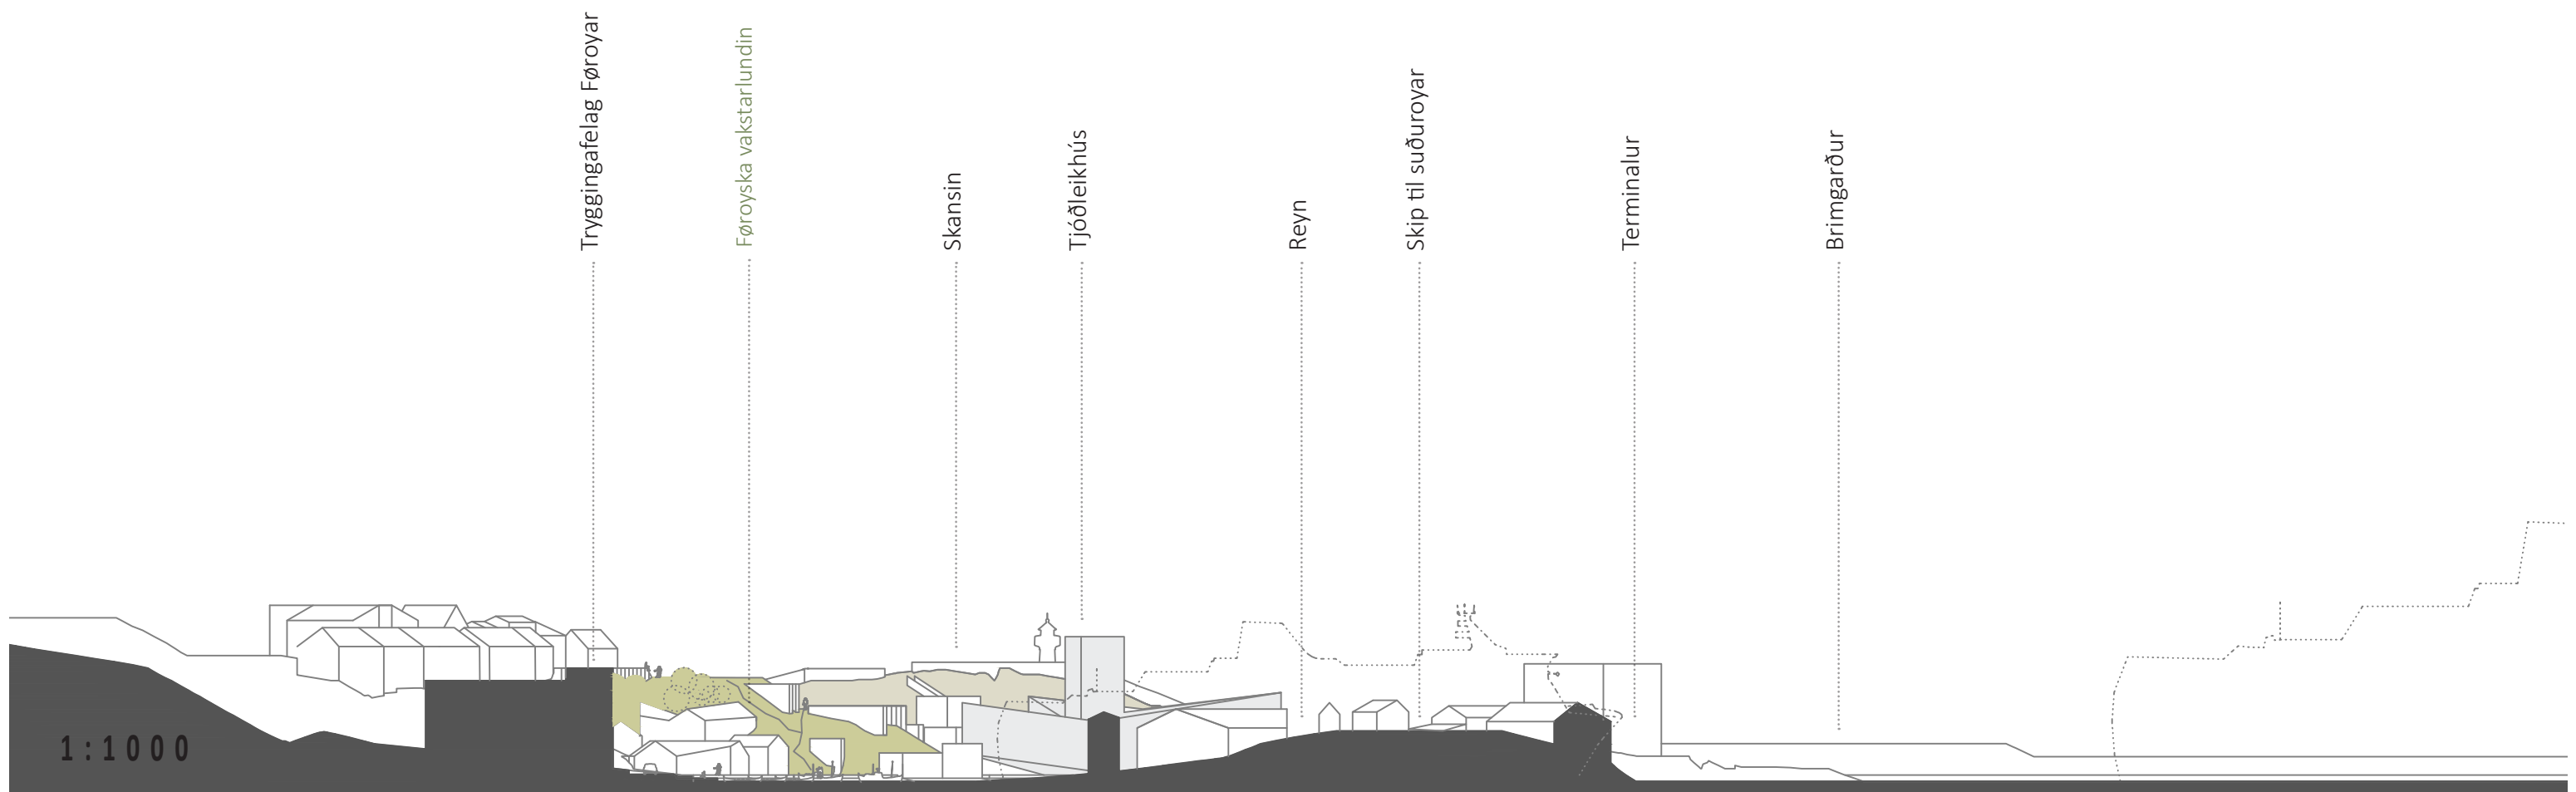 Tryggingafelag Føroyar
Føroyska vakstarlundin
Skansin
Tjóðleikhús
Reyn
Skip til suðuroyar
Terminalur
Brimgarður
1:1000